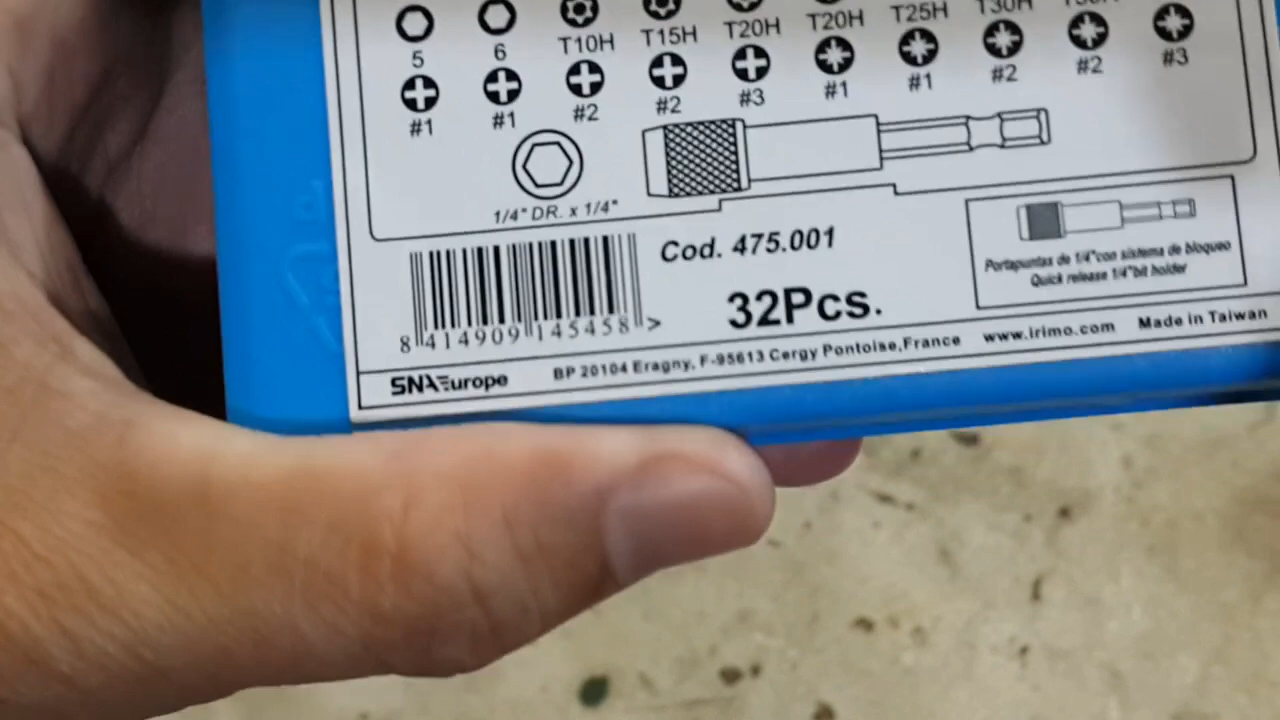 5 6 T10H T15H T20H T20H T25H T30H
#1 #1 #2 #2 #3 #1 #1 #2 #2 #3
1/4" DR. x 1/4"
Cod. 475.001
32Pcs.
8 414909 145458 >
Portapuntas de 1/4"con sistema de bloqueo
Quick release 1/4"bit holder
SNA Europe
BP 20104 Eragny, F-95613 Cergy Pontoise,France www.irimo.com Made in Taiwan